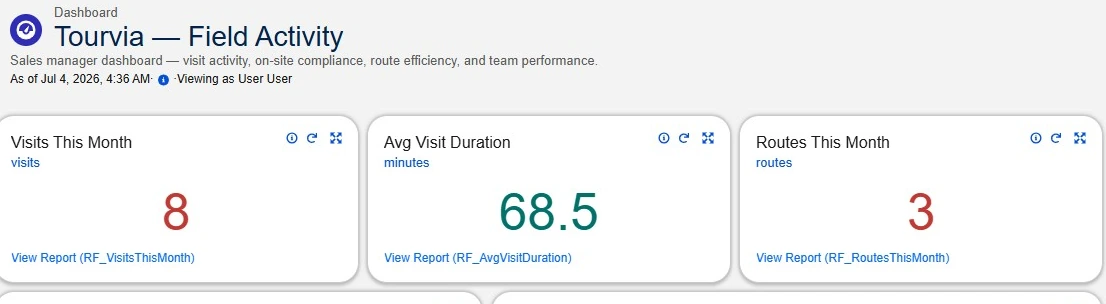 Dashboard
Tourvia — Field Activity
Sales manager dashboard — visit activity, on-site compliance, route efficiency, and team performance.
As of Jul 4, 2026, 4:36 AM· ·Viewing as User User
Visits This Month
visits
8
View Report (RF_VisitsThisMonth)
Avg Visit Duration
minutes
68.5
View Report (RF_AvgVisitDuration)
Routes This Month
routes
3
View Report (RF_RoutesThisMonth)